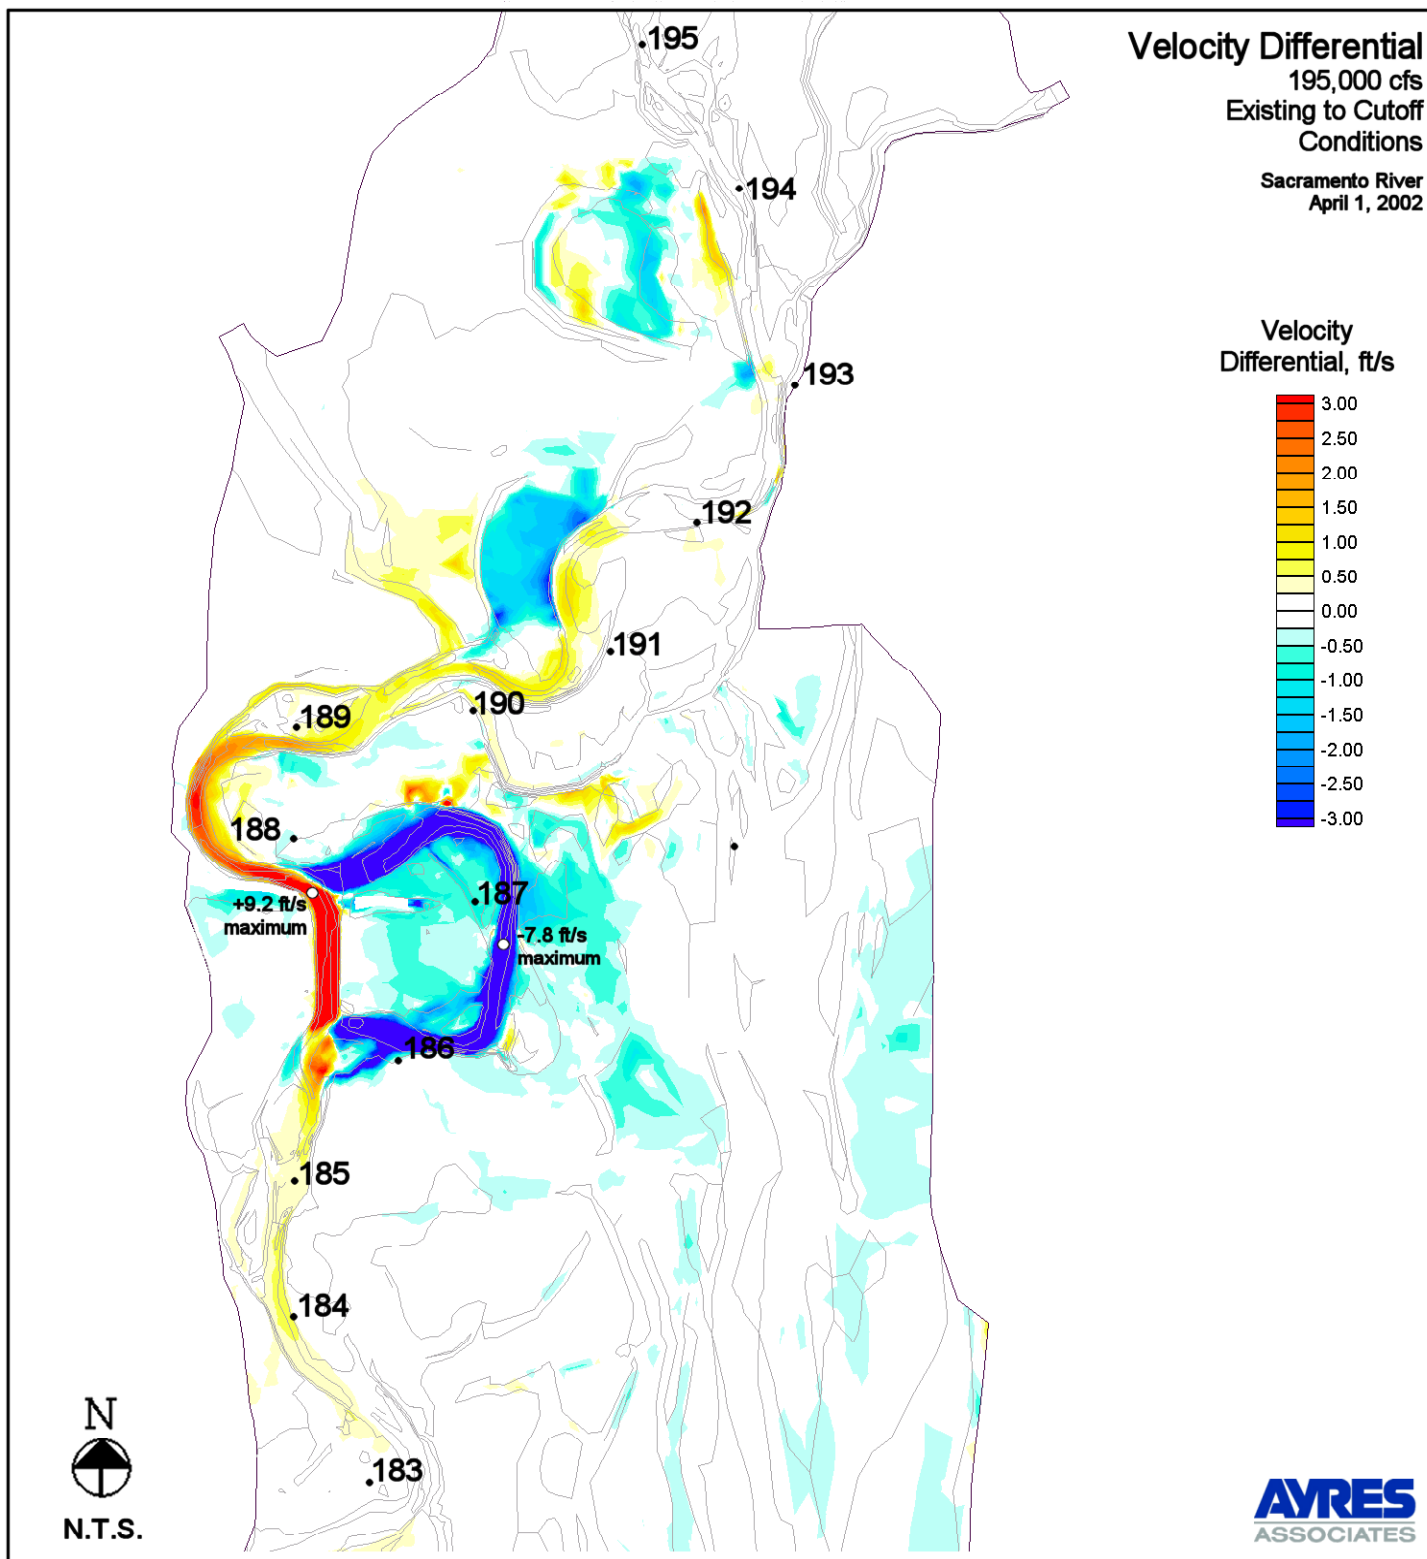 Velocity Differential
195,000 cfs
Existing to Cutoff
Conditions
Sacramento River
April 1, 2002
195
194
193
192
191
190
189
188
187
186
185
184
183
+9.2 ft/s
maximum
-7.8 ft/s
maximum
Velocity
Differential, ft/s
3.00
2.50
2.00
1.50
1.00
0.50
0.00
-0.50
-1.00
-1.50
-2.00
-2.50
-3.00
N
N.T.S.
AYRES
ASSOCIATES